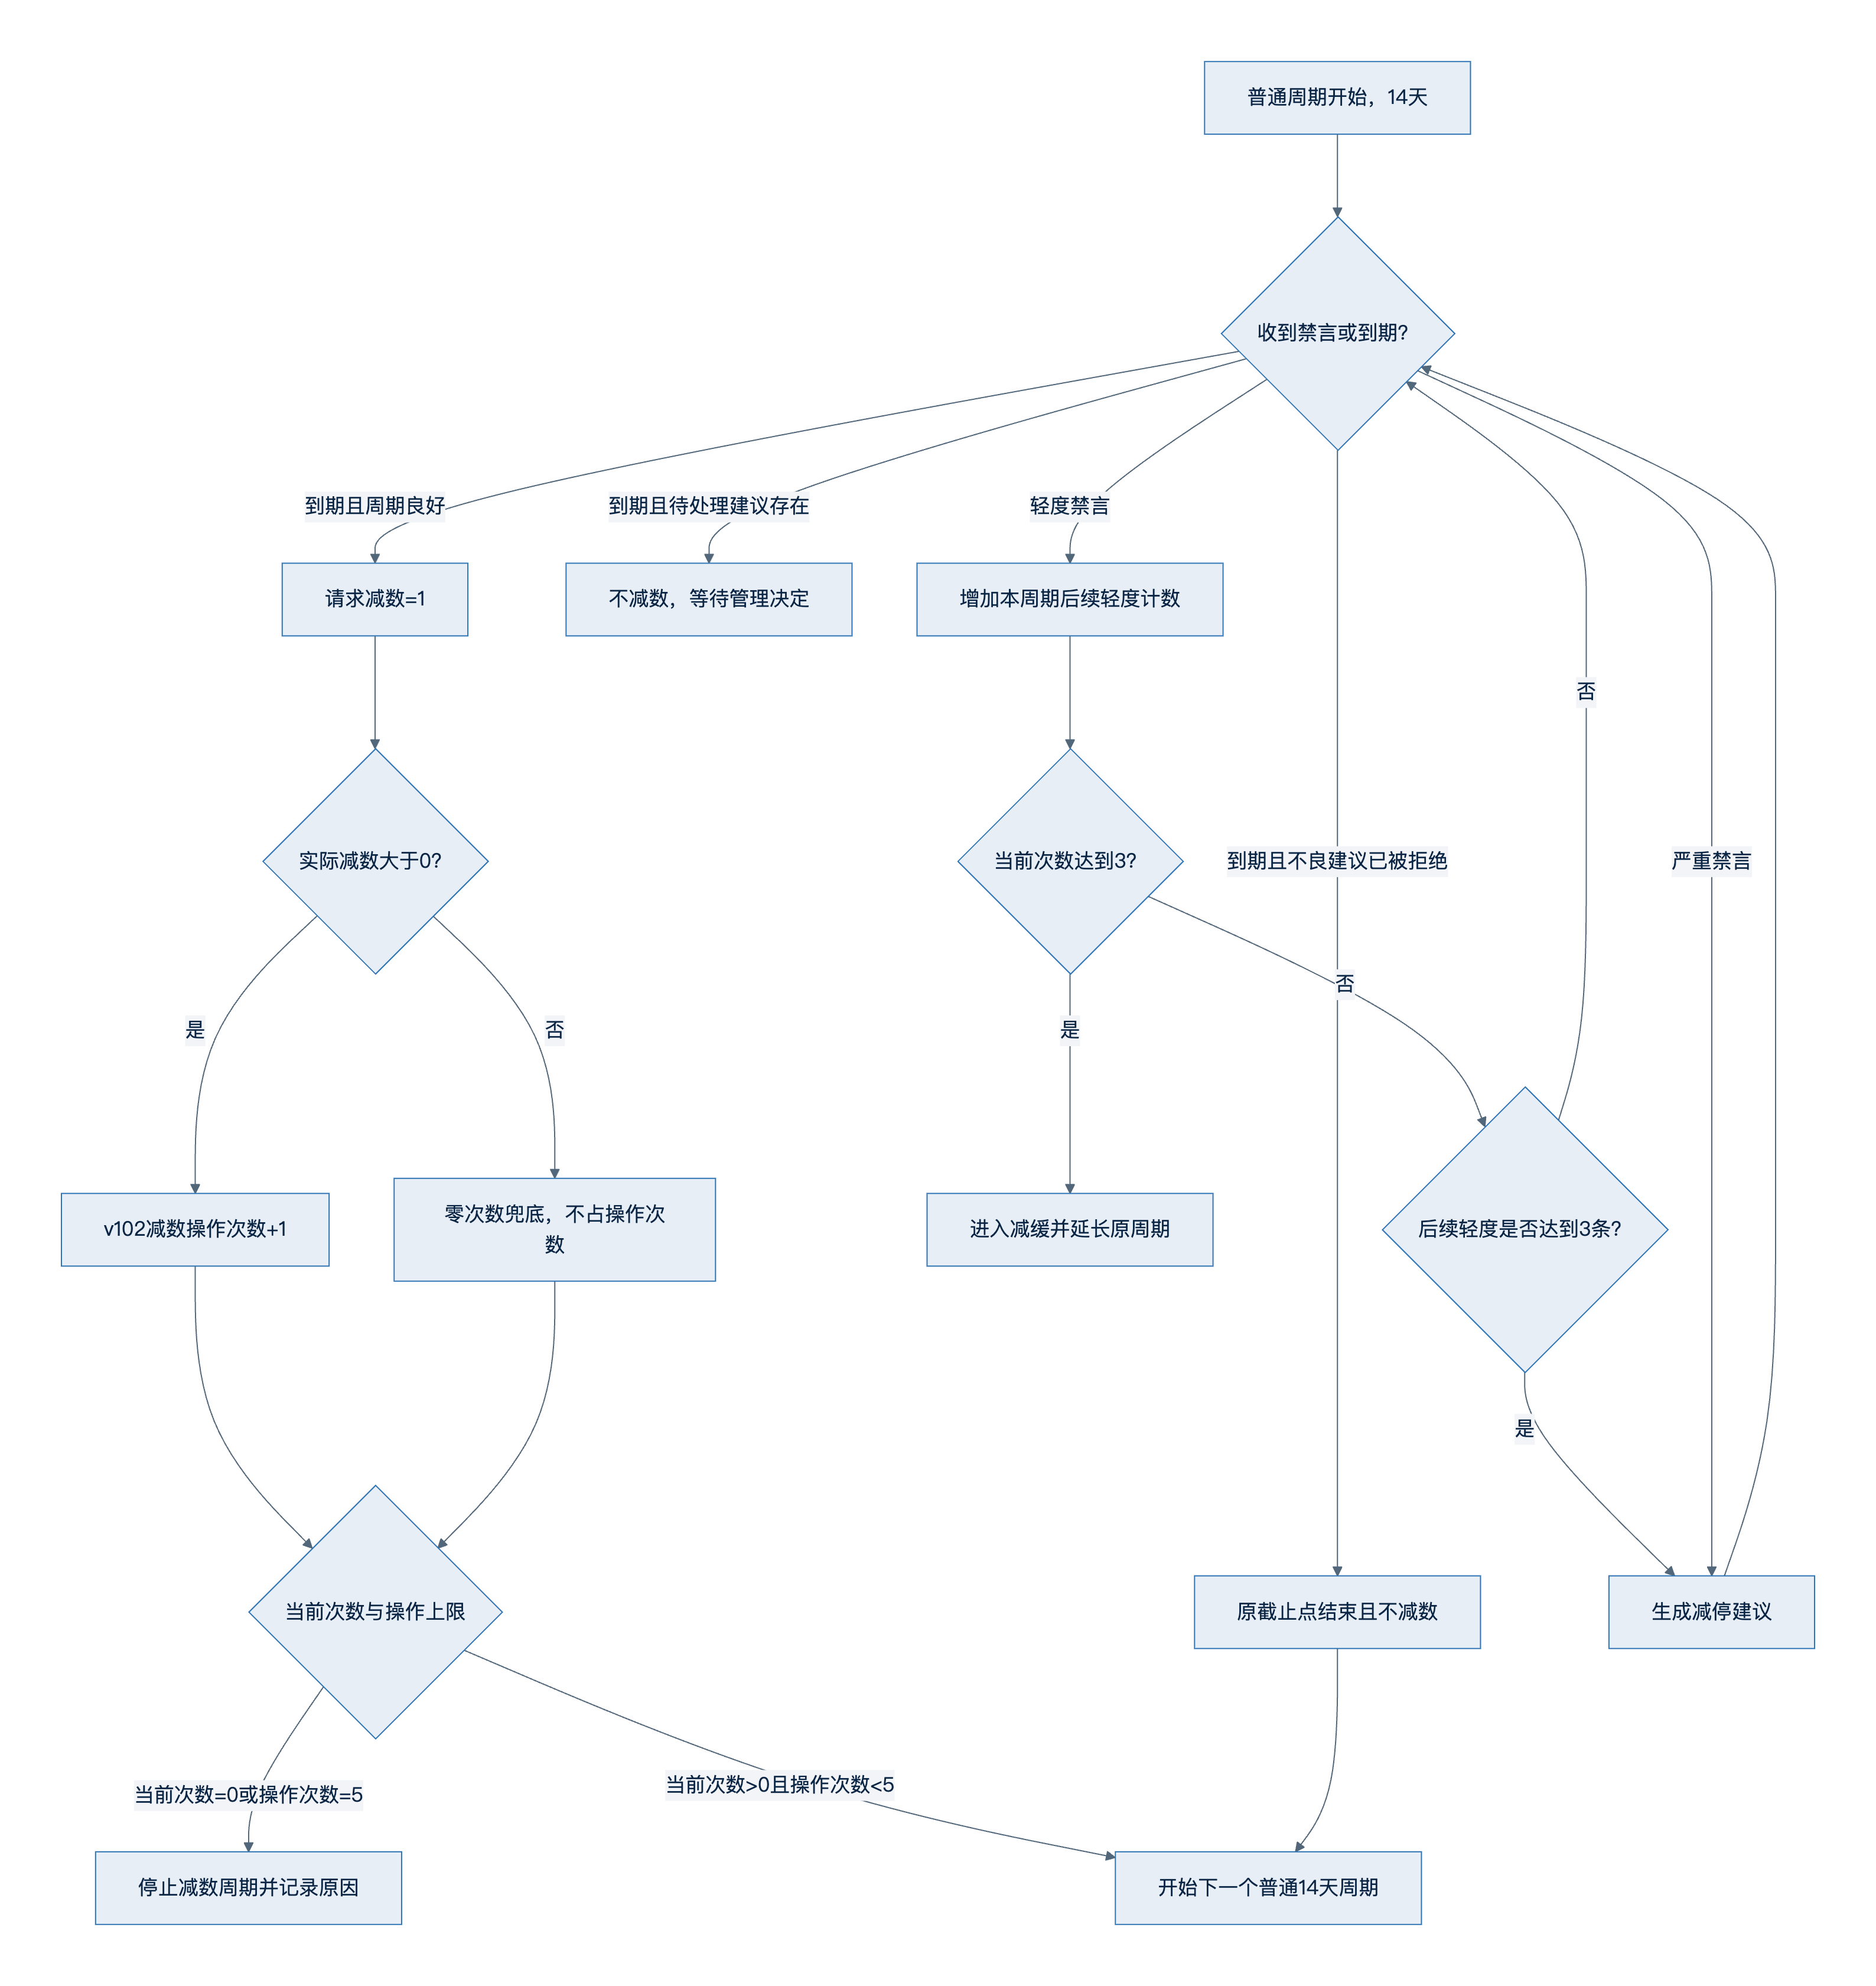 普通周期开始，14天
收到禁言或到期?
到期且周期良好
到期且待处理建议存在
轻度禁言
请求减数=1
不减数，等待管理决定
增加本周期后续轻度计数
否
实际减数大于0?
当前次数达到3?
到期且不良建议已被拒绝
严重禁言
否
是
否
是
v102减数操作次数+1
零次数兜底，不占操作次
数
进入减缓并延长原周期
后续轻度是否达到3条?
是
当前次数与操作上限
原截止点结束且不减数
生成减停建议
当前次数=0或操作次数=5
当前次数>0且操作次数<5
停止减数周期并记录原因
开始下一个普通14天周期